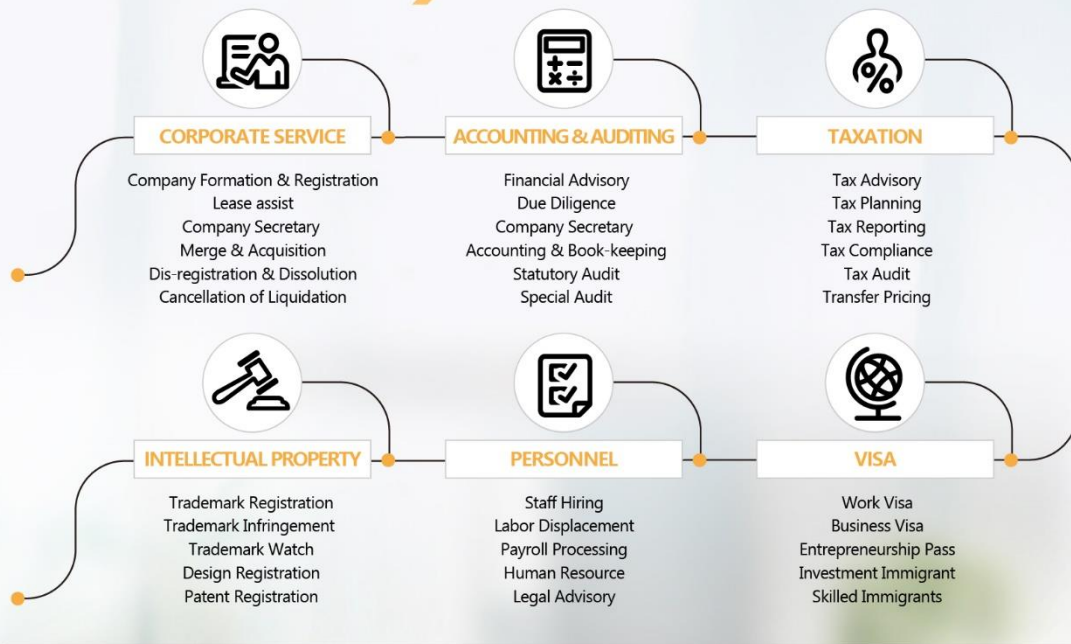 CORPORATE SERVICE
Company Formation & Registration
Lease assist
Company Secretary
Merge & Acquisition
Dis-registration & Dissolution
Cancellation of Liquidation
ACCOUNTING & AUDITING
Financial Advisory
Due Diligence
Company Secretary
Accounting & Book-keeping
Statutory Audit
Special Audit
TAXATION
Tax Advisory
Tax Planning
Tax Reporting
Tax Compliance
Tax Audit
Transfer Pricing
INTELLECTUAL PROPERTY
Trademark Registration
Trademark Infringement
Trademark Watch
Design Registration
Patent Registration
PERSONNEL
Staff Hiring
Labor Displacement
Payroll Processing
Human Resource
Legal Advisory
VISA
Work Visa
Business Visa
Entrepreneurship Pass
Investment Immigrant
Skilled Immigrants